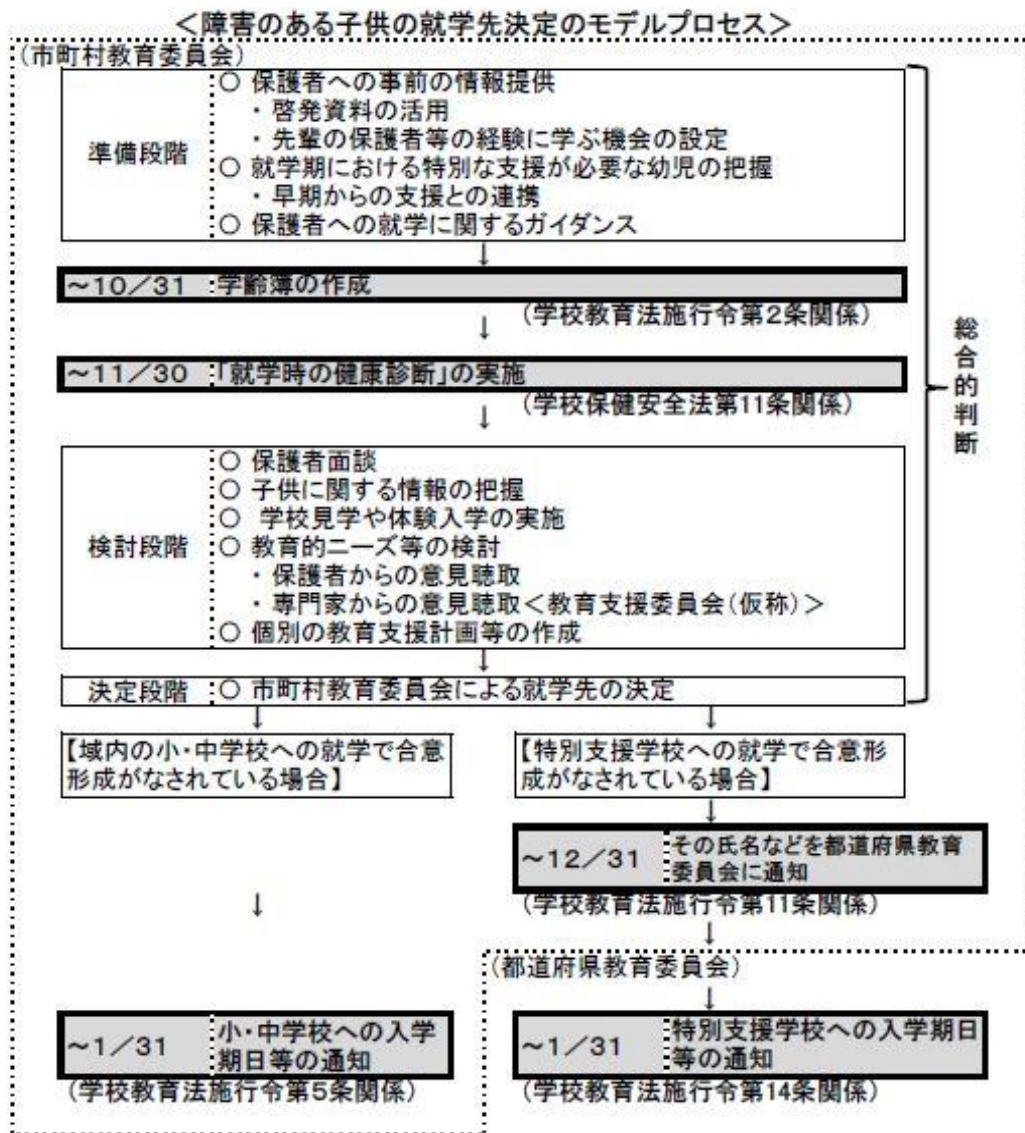 ＜障害のある子供の就学先決定のモデルプロセス＞
(市町村教育委員会)
準備段階
○ 保護者への事前の情報提供
・ 啓発資料の活用
・ 先輩の保護者等の経験に学ぶ機会の設定
○ 就学期における特別な支援が必要な幼児の把握
・ 早期からの支援との連携
○ 保護者への就学に関するガイダンス
↓
～10／31 学齢簿の作成
(学校教育法施行令第2条関係)
↓
～11／30 「就学時の健康診断」の実施
(学校保健安全法第11条関係)
↓
検討段階
○ 保護者面談
○ 子供に関する情報の把握
○ 学校見学や体験入学の実施
○ 教育的ニーズ等の検討
・ 保護者からの意見聴取
・ 専門家からの意見聴取＜教育支援委員会(仮称)＞
○ 個別の教育支援計画等の作成
↓
決定段階 ○ 市町村教育委員会による就学先の決定
総合的判断
↓ ↓
【域内の小・中学校への就学で合意
形成がなされている場合】
【特別支援学校への就学で合意形
成がなされている場合】
↓
～12／31
その氏名などを都道府県教育
委員会に通知
(学校教育法施行令第11条関係)
↓ ↓
(都道府県教育委員会)
↓
～1／31
小・中学校への入学
期日等の通知
(学校教育法施行令第5条関係)
～1／31
特別支援学校への入学期日
等の通知
(学校教育法施行令第14条関係)